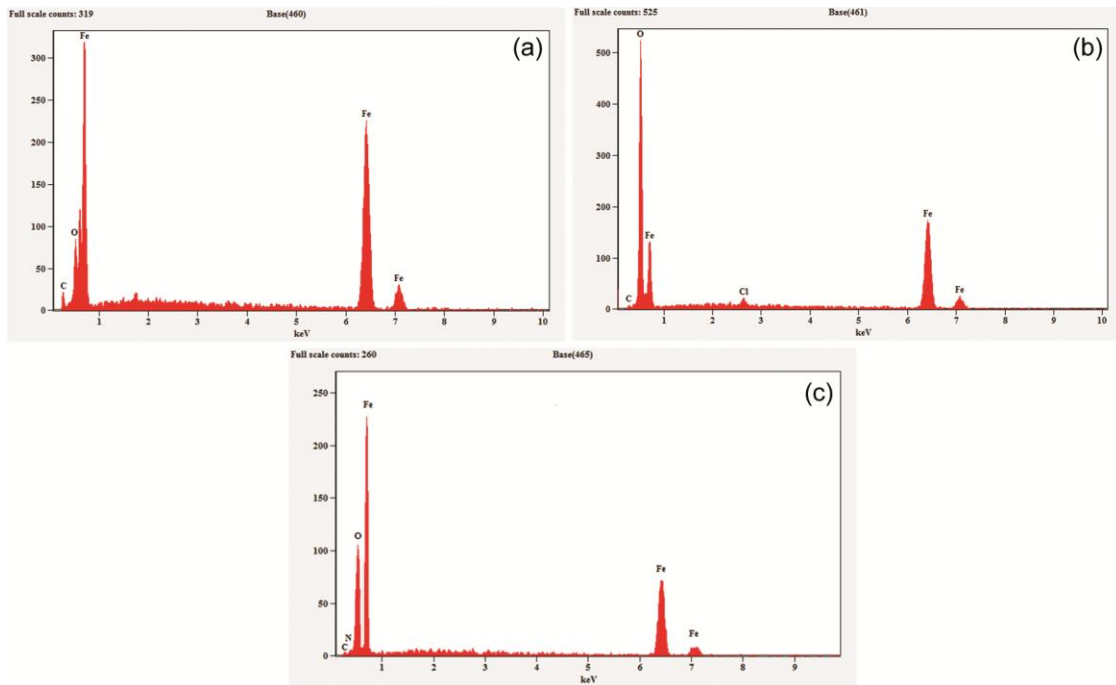 Full scale counts: 319 Base(460)
(a)
Fe
300
250
Fe
200
150
100
O
50
C
Fe
0
1 2 3 4 5 6 7 8 9 10
keV
Full scale counts: 525 Base(461)
(b)
O
500
400
300
200
Fe
Fe
100
C
Cl
Fe
0
1 2 3 4 5 6 7 8 9 10
keV
Full scale counts: 260 Base(465)
(c)
250
Fe
200
150
O
100
Fe
50
N
C
Fe
0
1 2 3 4 5 6 7 8 9
keV